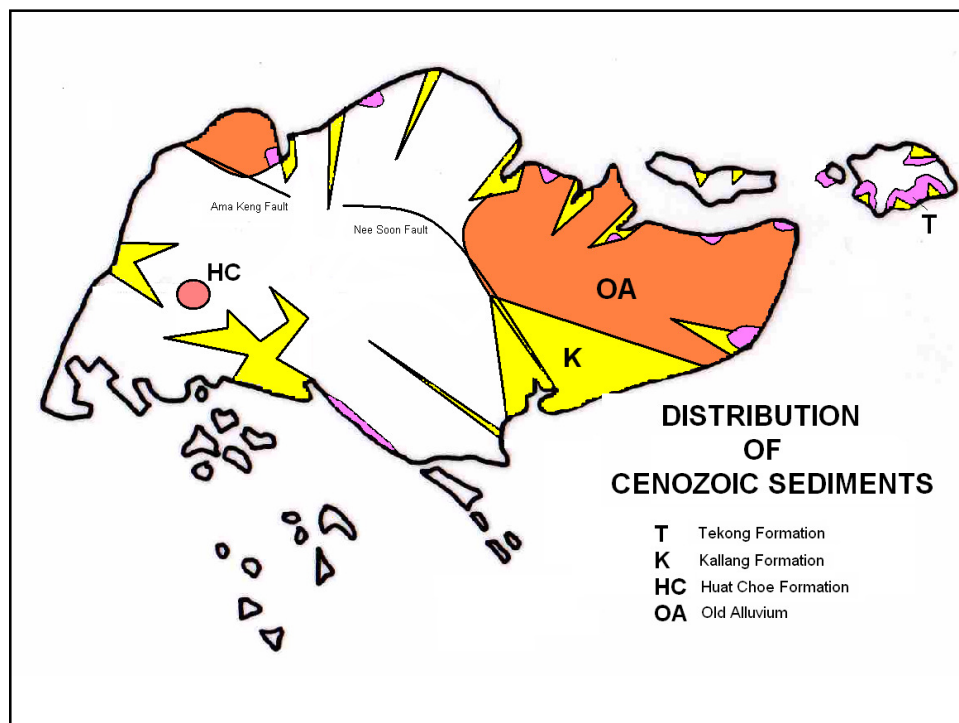 Ama Keng Fault
Nee Soon Fault
T
HC
OA
K
DISTRIBUTION
OF
CENOZOIC SEDIMENTS
T Tekong Formation
K Kallang Formation
HC Huat Choe Formation
OA Old Alluvium